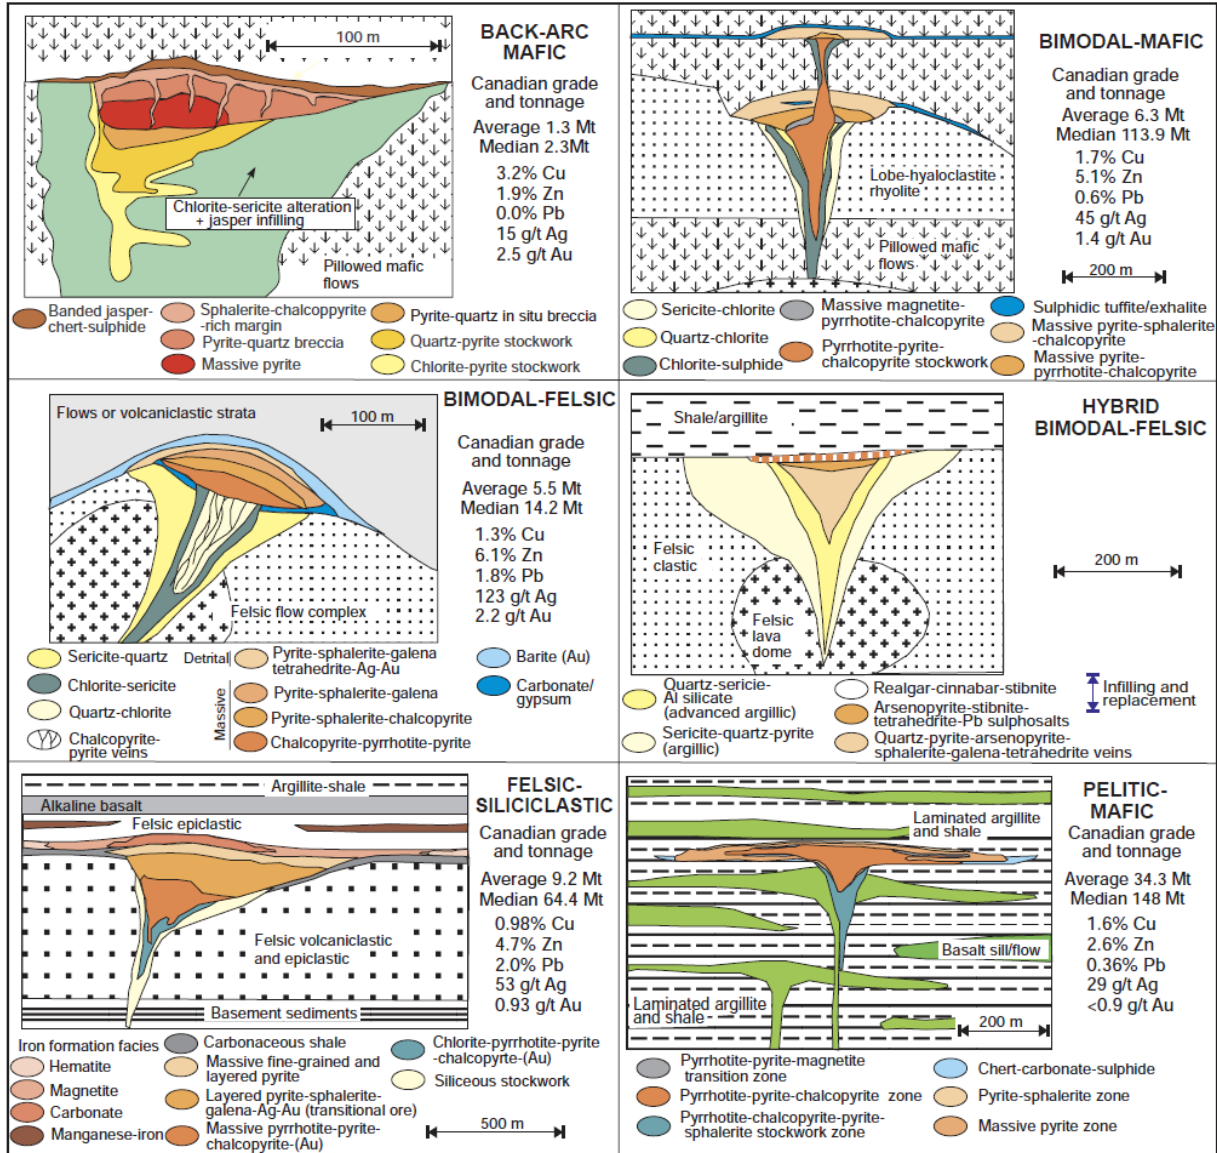 100 m
BACK-ARC
MAFIC
Canadian grade
and tonnage
Average 1.3 Mt
Median 2.3Mt
3.2% Cu
1.9% Zn
0.0% Pb
15 g/t Ag
2.5 g/t Au
Chlorite-sericite alteration
+ jasper infilling
Pillowed mafic
flows
Banded jasper-
chert-sulphide
Sphalerite-chalcoppyrite
-rich margin
Pyrite-quartz breccia
Massive pyrite
Pyrite-quartz in situ breccia
Quartz-pyrite stockwork
Chlorite-pyrite stockwork
BIMODAL-MAFIC
Canadian grade
and tonnage
Average 6.3 Mt
Median 113.9 Mt
1.7% Cu
5.1% Zn
0.6% Pb
45 g/t Ag
1.4 g/t Au
Lobe-hyaloclastite
rhyolite
Pillowed mafic
flows
200 m
Sericite-chlorite
Quartz-chlorite
Chlorite-sulphide
Massive magnetite-
pyrrhotite-chalcopyrite
Pyrrhotite-pyrite-
chalcopyrite stockwork
Sulphidic tuffite/exhalite
Massive pyrite-sphalerite
-chalcopyrite
Massive pyrite-
pyrrhotite-chalcopyrite
Flows or volcaniclastic strata
100 m
BIMODAL-FELSIC
Canadian grade
and tonnage
Average 5.5 Mt
Median 14.2 Mt
1.3% Cu
6.1% Zn
1.8% Pb
123 g/t Ag
2.2 g/t Au
Felsic flow complex
Sericite-quartz
Chlorite-sericite
Quartz-chlorite
Chalcopyrite-
pyrite veins
Detrital
Pyrite-sphalerite-galena
tetrahedrite-Ag-Au
Massive
Pyrite-sphalerite-galena
Pyrite-sphalerite-chalcopyrite
Chalcopyrite-pyrrhotite-pyrite
Barite (Au)
Carbonate/
gypsum
Shale/argillite
HYBRID
BIMODAL-FELSIC
Felsic
clastic
Felsic
lava
dome
200 m
Quartz-sericie-
Al silicate
(advanced argillic)
Sericite-quartz-pyrite
(argillic)
Realgar-cinnabar-stibnite
Arsenopyrite-stibnite-
tetrahedrite-Pb sulphosalts
Quartz-pyrite-arsenopyrite-
sphalerite-galena-tetrahedrite veins
Infilling and
replacement
Argillite-shale
Alkaline basalt
Felsic epiclastic
FELSIC-
SILICICLASTIC
Canadian grade
and tonnage
Average 9.2 Mt
Median 64.4 Mt
0.98% Cu
4.7% Zn
2.0% Pb
53 g/t Ag
0.93 g/t Au
Felsic volcaniclastic
and epiclastic
Basement sediments
Iron formation facies
Hematite
Magnetite
Carbonate
Manganese-iron
Carbonaceous shale
Massive fine-grained and
layered pyrite
Layered pyrite-sphalerite-
galena-Ag-Au (transitional ore)
Massive pyrrhotite-pyrite-
chalcopyrite-(Au)
Chlorite-pyrrhotite-pyrite
-chalcopyrte-(Au)
Siliceous stockwork
500 m
Laminated argillite
and shale
PELITIC-
MAFIC
Canadian grade
and tonnage
Average 34.3 Mt
Median 148 Mt
1.6% Cu
2.6% Zn
0.36% Pb
29 g/t Ag
<0.9 g/t Au
Basalt sill/flow
Laminated argillite
and shale
200 m
Pyrrhotite-pyrite-magnetite
transition zone
Pyrrhotite-pyrite-chalcopyrite zone
Pyrrhotite-chalcopyrite-pyrite-
sphalerite stockwork zone
Chert-carbonate-sulphide
Pyrite-sphalerite zone
Massive pyrite zone